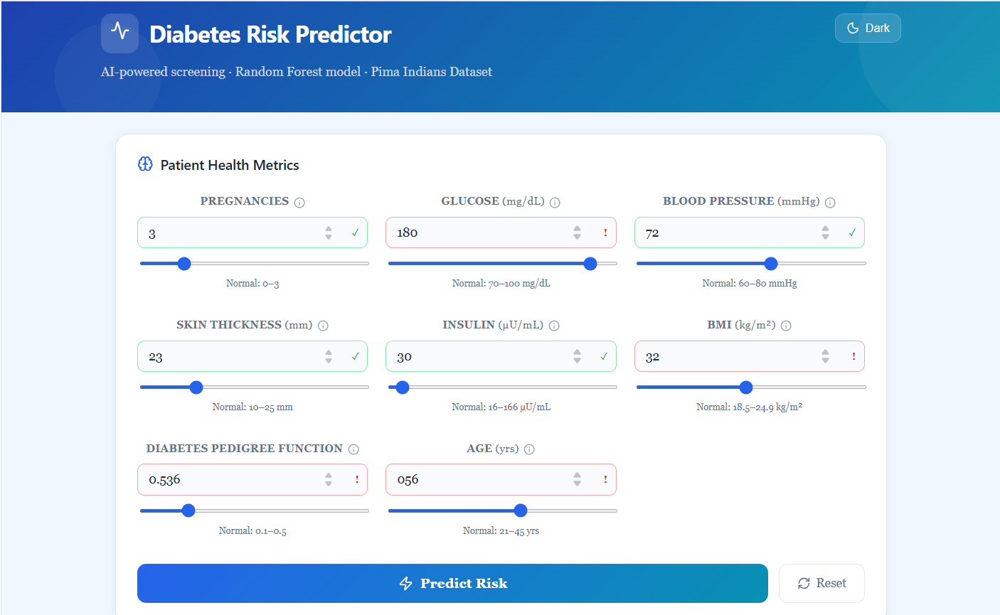 Diabetes Risk Predictor
Dark
AI-powered screening · Random Forest model · Pima Indians Dataset
Patient Health Metrics
PREGNANCIES
GLUCOSE (mg/dL)
BLOOD PRESSURE (mmHg)
3 ✓
180 !
72 ✓
Normal: 0–3
Normal: 70–100 mg/dL
Normal: 60–80 mmHg
SKIN THICKNESS (mm)
INSULIN (µU/mL)
BMI (kg/m²)
23 ✓
30 ✓
32 !
Normal: 10–25 mm
Normal: 16–166 µU/mL
Normal: 18.5–24.9 kg/m²
DIABETES PEDIGREE FUNCTION
AGE (yrs)
0.536 !
056 !
Normal: 0.1–0.5
Normal: 21–45 yrs
Predict Risk
Reset